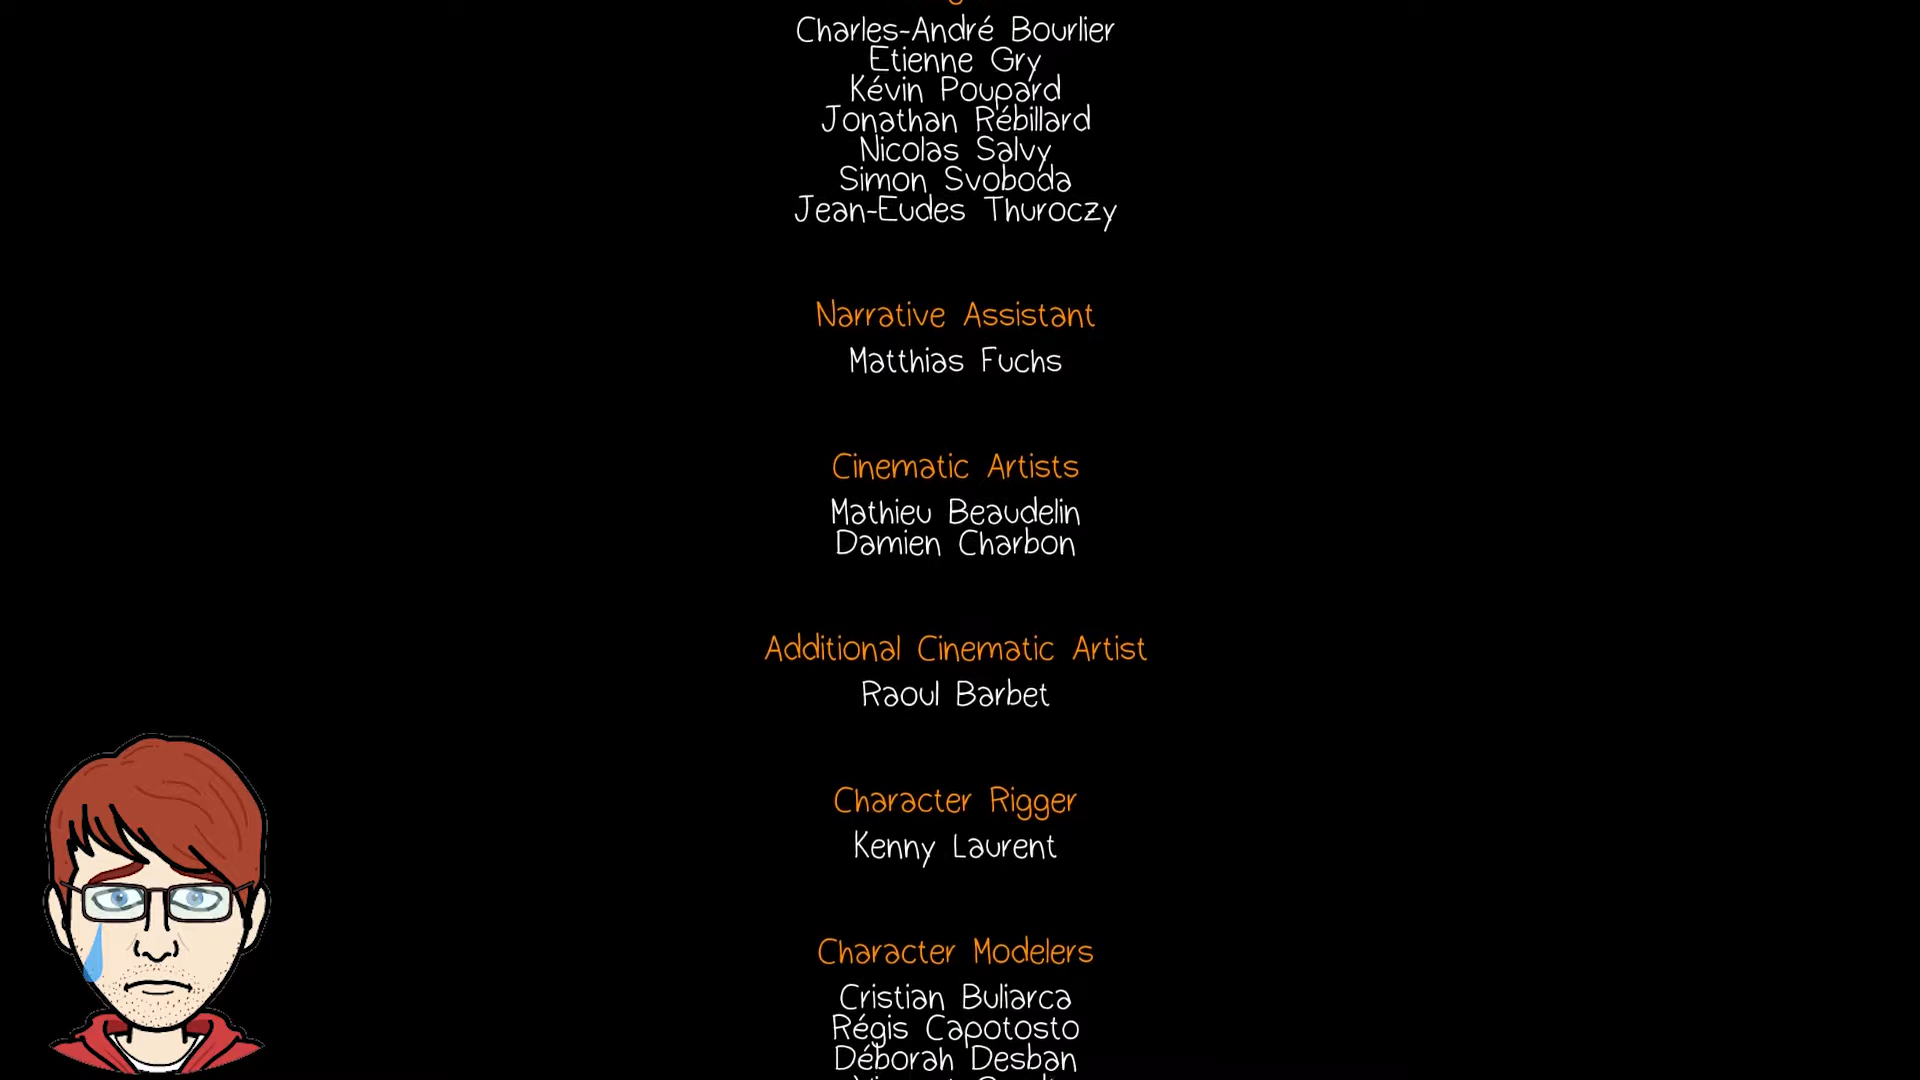 Charles-André Bourlier
Etienne Gry
Kévin Poupard
Jonathan Rébillard
Nicolas Salvy
Simon Svoboda
Jean-Eudes Thuroczy
Narrative Assistant
Matthias Fuchs
Cinematic Artists
Mathieu Beaudelin
Damien Charbon
Additional Cinematic Artist
Raoul Barbet
Character Rigger
Kenny Laurent
Character Modelers
Cristian Buliarca
Régis Capotosto
Déborah Desban